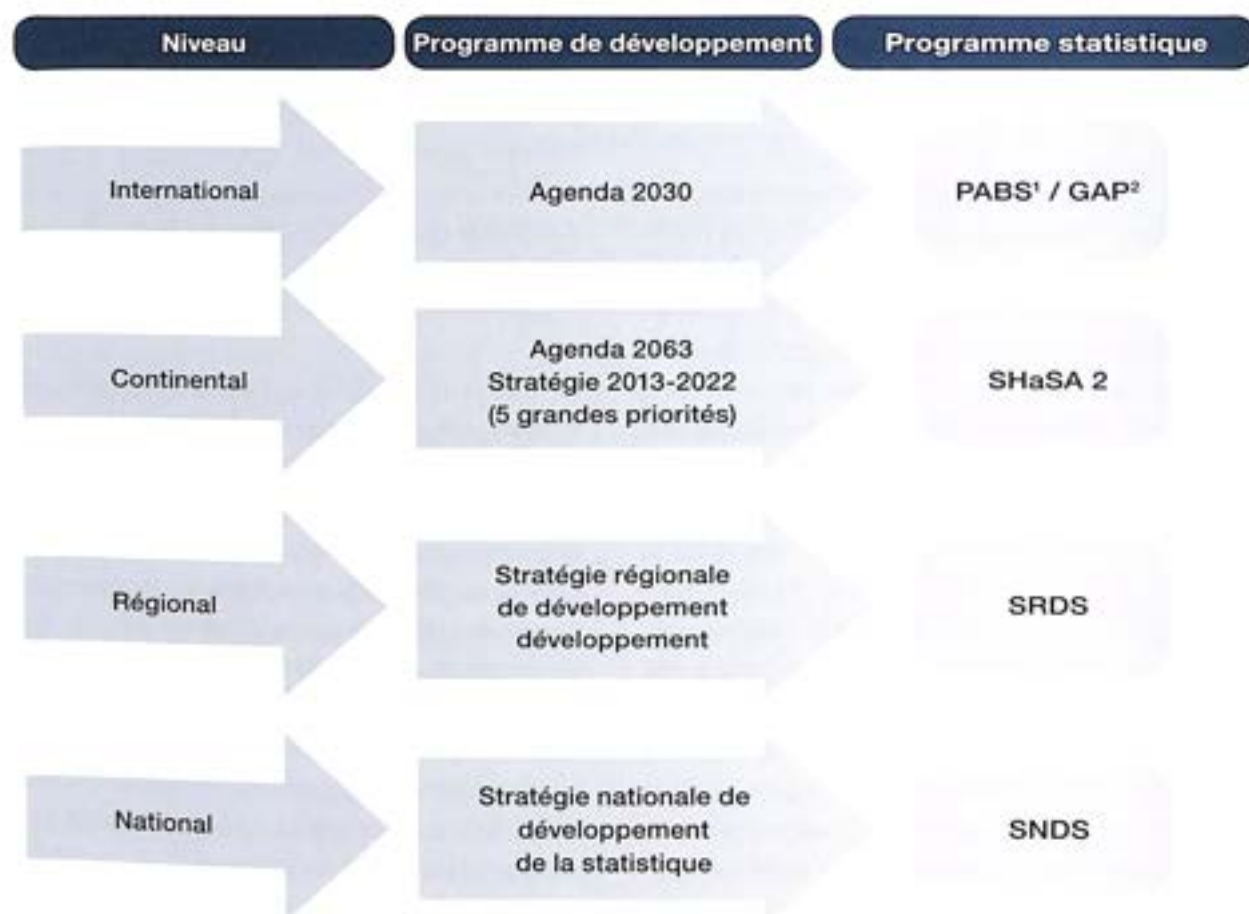 Niveau
Programme de développement
Programme statistique
International
Agenda 2030
PABS¹ / GAP²
Continental
Agenda 2063
Stratégie 2013-2022
(5 grandes priorités)
SHaSA 2
Régional
Stratégie régionale
de développement
développement
SRDS
National
Stratégie nationale de
développement
de la statistique
SNDS